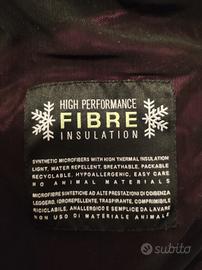 HIGH PERFORMANCE
FIBRE
INSULATION
SYNTHETIC MICROFIBERS WITH HIGH THERMAL INSULATION
LIGHT, WATER REPELLENT, BREATHABLE, PACKABLE
RECYCLABLE, HYPOALLERGENIC, EASY CARE
NO ANIMAL MATERIALS
MICROFIBRE SINTETICHE AD ALTE PRESTAZIONI DI COIBENZA
LEGGERO, IDROREPELLENTE, TRASPIRANTE, COMPRIMIBILE
RICICLABILE, ANALLERGICO E SEMPLICE DA LAVARE
NON USO DI MATERIALE ANIMALE
subito